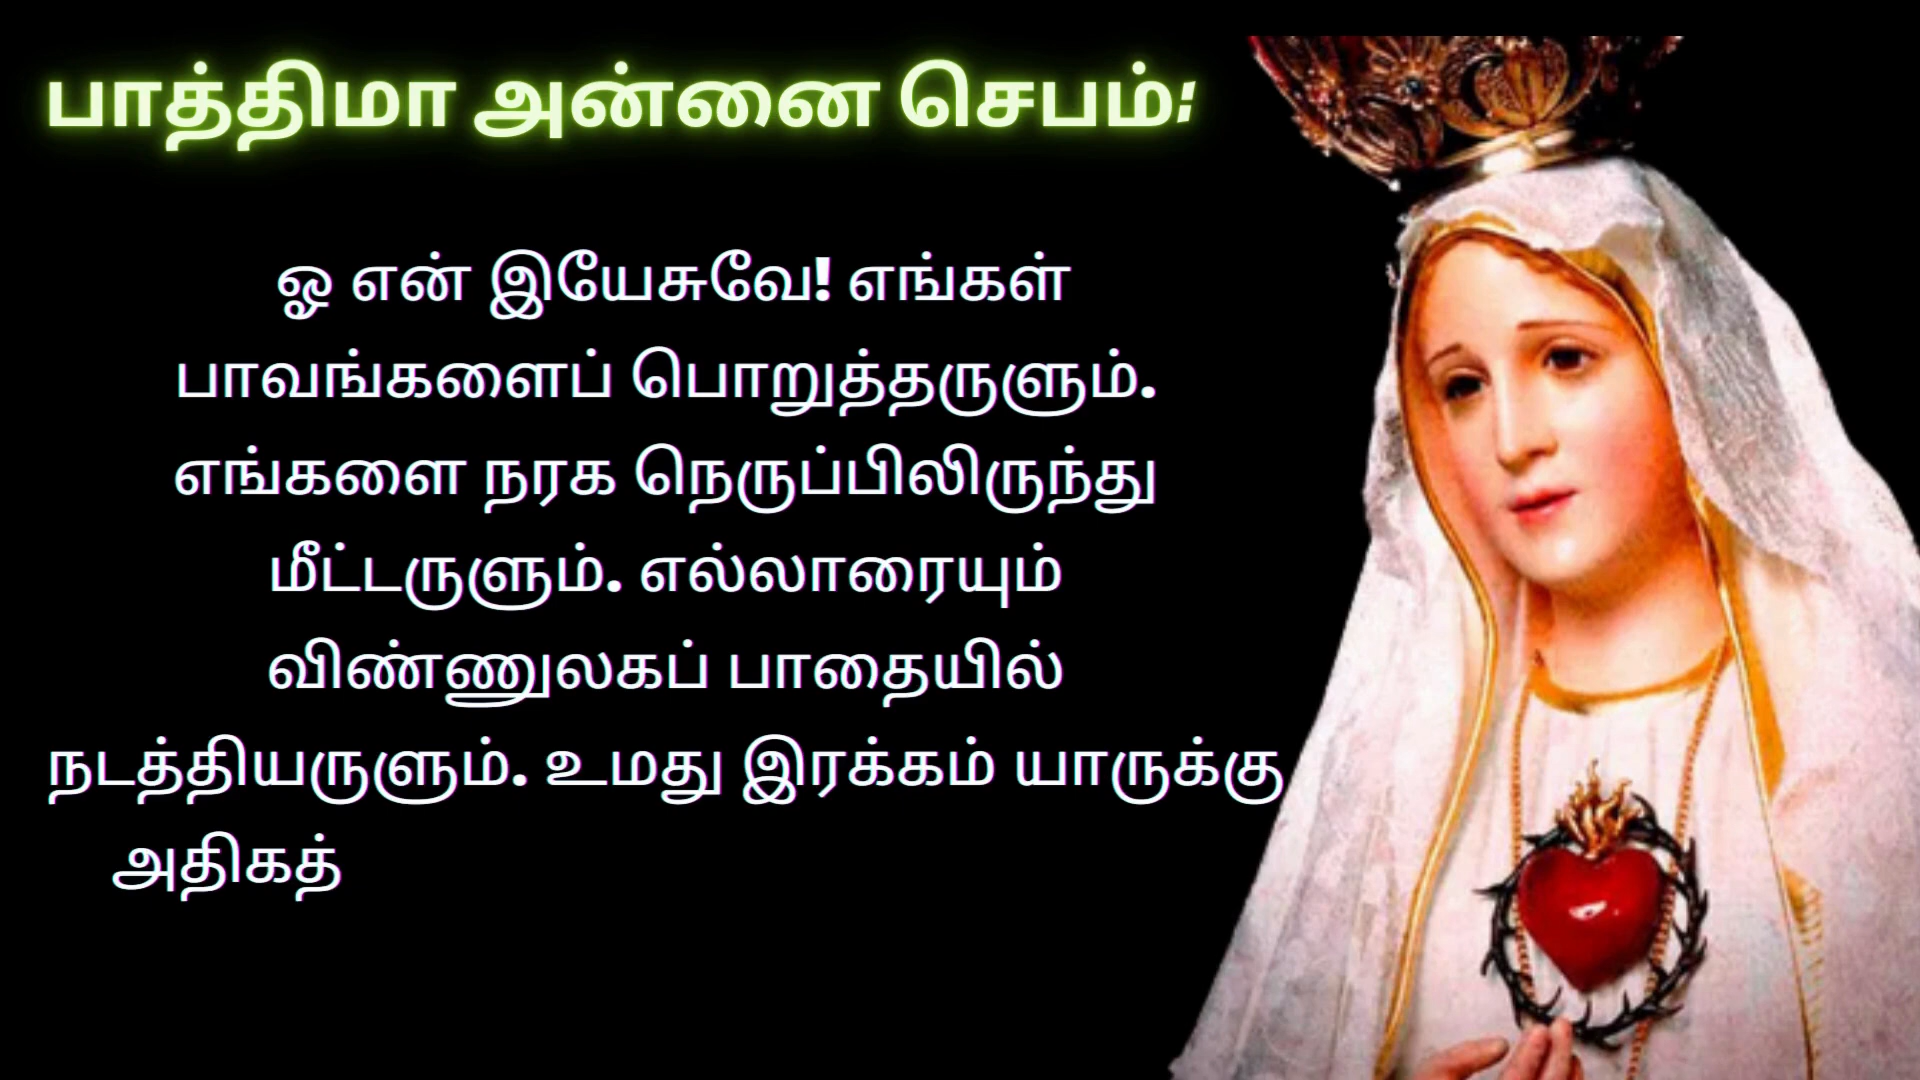 பாத்திமா அன்னை செபம்:
ஓ என் இயேசுவே! எங்கள்
பாவங்களைப் பொறுத்தருளும்.
எங்களை நரக நெருப்பிலிருந்து
மீட்டருளும். எல்லாரையும்
விண்ணுலகப் பாதையில்
நடத்தியருளும். உமது இரக்கம் யாருக்கு
அதிகத்